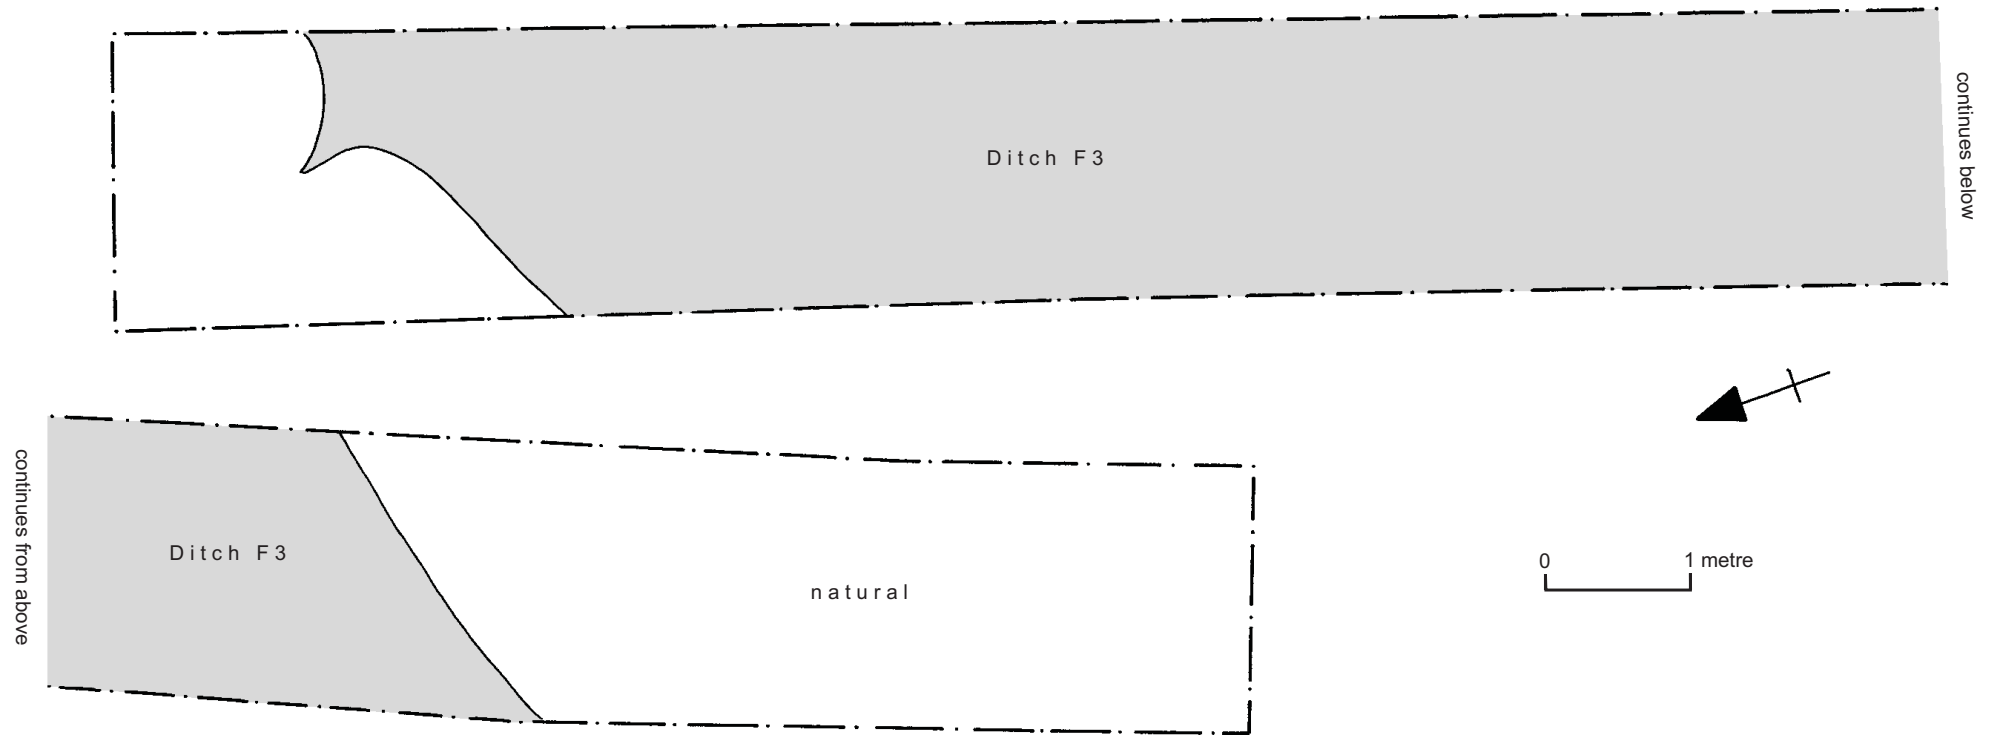 Ditch F3
continues below
continues from above
Ditch F3
natural
0 1 metre